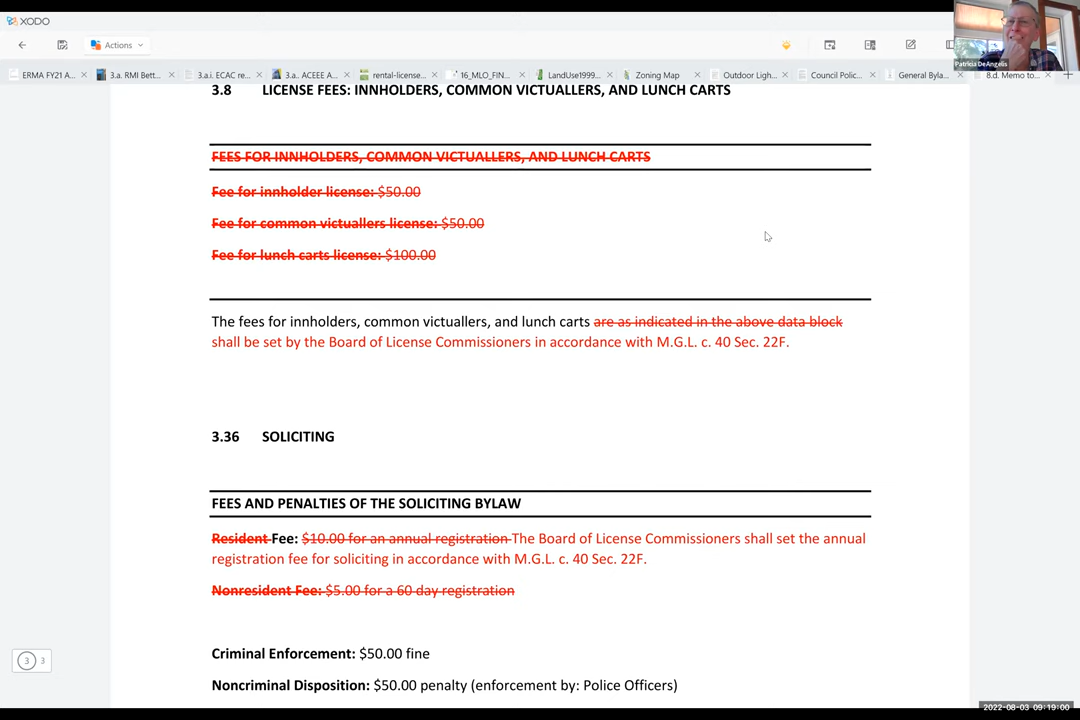 XODO
Actions
ERMA FY21 A... 3.a. RMI Bett... 3.a.i. ECAC re... 3.a.. ACEEE A... rental-license... 16_MLO_FIN... LandUse1999... Zoning Map Outdoor Ligh... Council Polic... General Byla... 8.d. Memo to...
Patricia DeAngelis
3.8 LICENSE FEES: INNHOLDERS, COMMON VICTUALLERS, AND LUNCH CARTS
FEES FOR INNHOLDERS, COMMON VICTUALLERS, AND LUNCH CARTS
Fee for innholder license: $50.00
Fee for common victuallers license: $50.00
Fee for lunch carts license: $100.00
The fees for innholders, common victuallers, and lunch carts are as indicated in the above data block
shall be set by the Board of License Commissioners in accordance with M.G.L. c. 40 Sec. 22F.
3.36 SOLICITING
FEES AND PENALTIES OF THE SOLICITING BYLAW
Resident Fee: $10.00 for an annual registration The Board of License Commissioners shall set the annual
registration fee for soliciting in accordance with M.G.L. c. 40 Sec. 22F.
Nonresident Fee: $5.00 for a 60 day registration
Criminal Enforcement: $50.00 fine
Noncriminal Disposition: $50.00 penalty (enforcement by: Police Officers)
3 3
2022-08-03 09:19:00